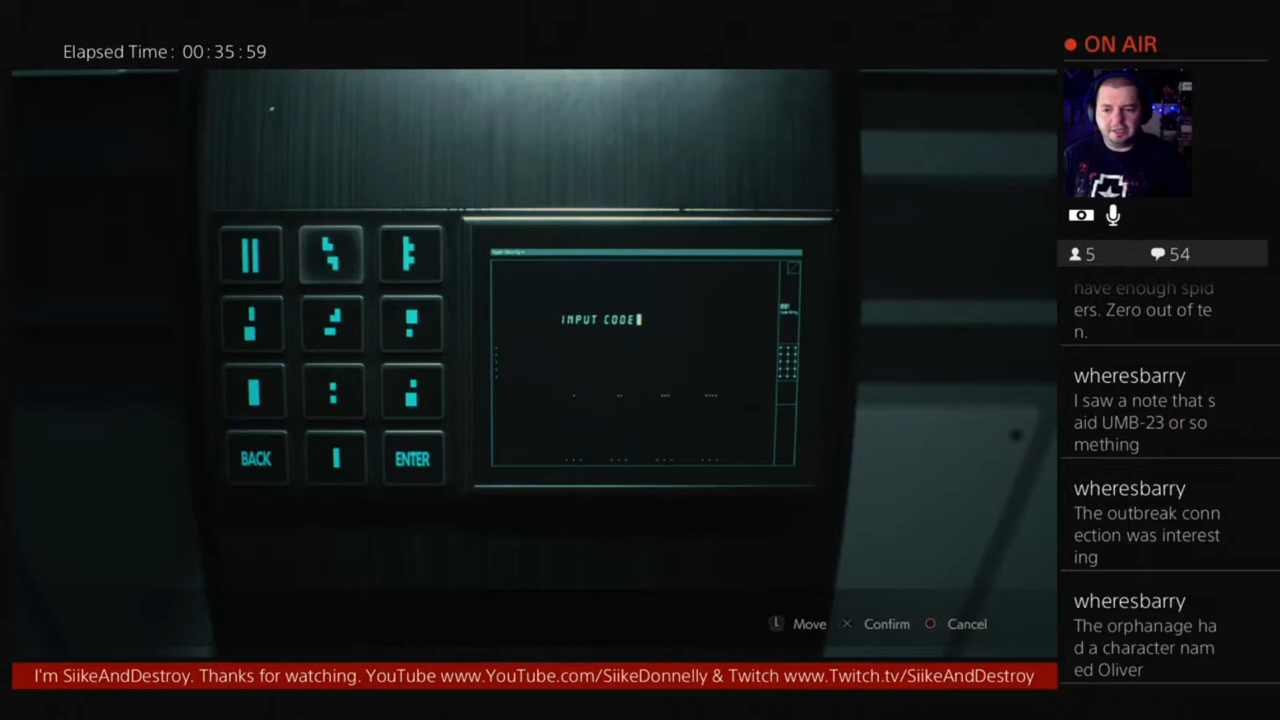 Elapsed Time: 00:35:59
ON AIR
5 54
have enough spid
ers. Zero out of te
n.
wheresbarry
I saw a note that s
aid UMB-23 or so
mething
wheresbarry
The outbreak conn
ection was interest
ing
wheresbarry
The orphanage ha
d a character nam
ed Oliver
INPUT CODE
BACK
ENTER
L Move Confirm Cancel
I'm SiikeAndDestroy. Thanks for watching. YouTube www.YouTube.com/SiikeDonnelly & Twitch www.Twitch.tv/SiikeAndDestroy